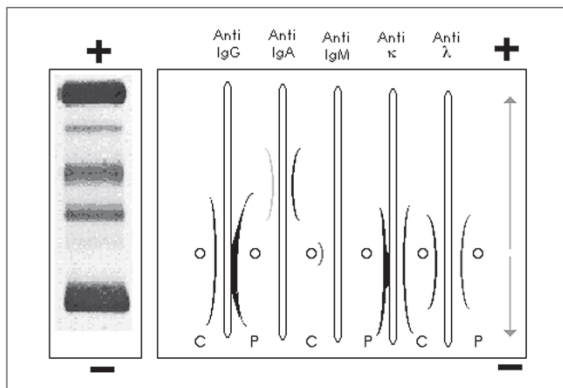 +
Anti IgG
Anti IgA
Anti IgM
Anti κ
Anti λ
+
C P C P C P
−
−